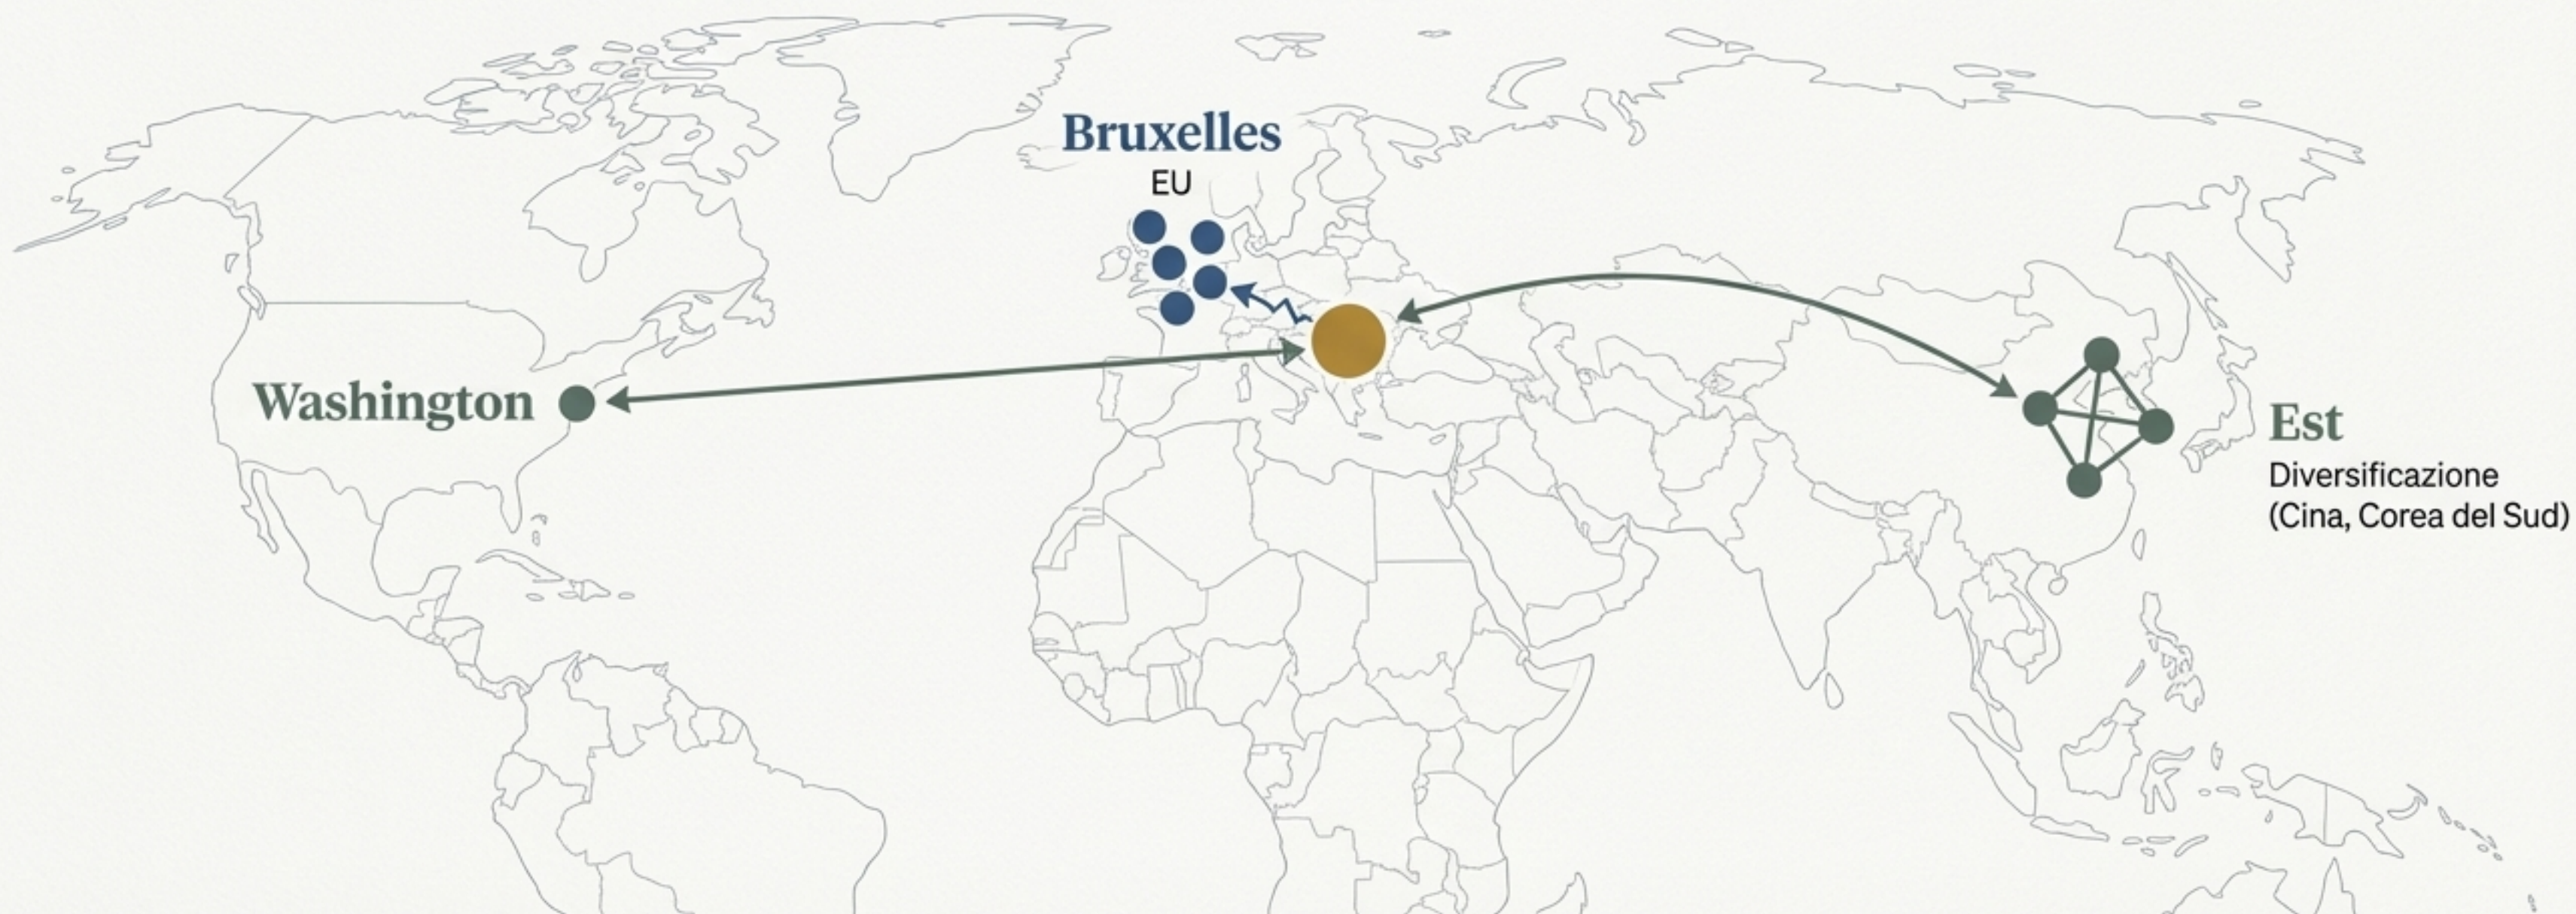 Bruxelles
EU
Washington
Est
Diversificazione
(Cina, Corea del Sud)